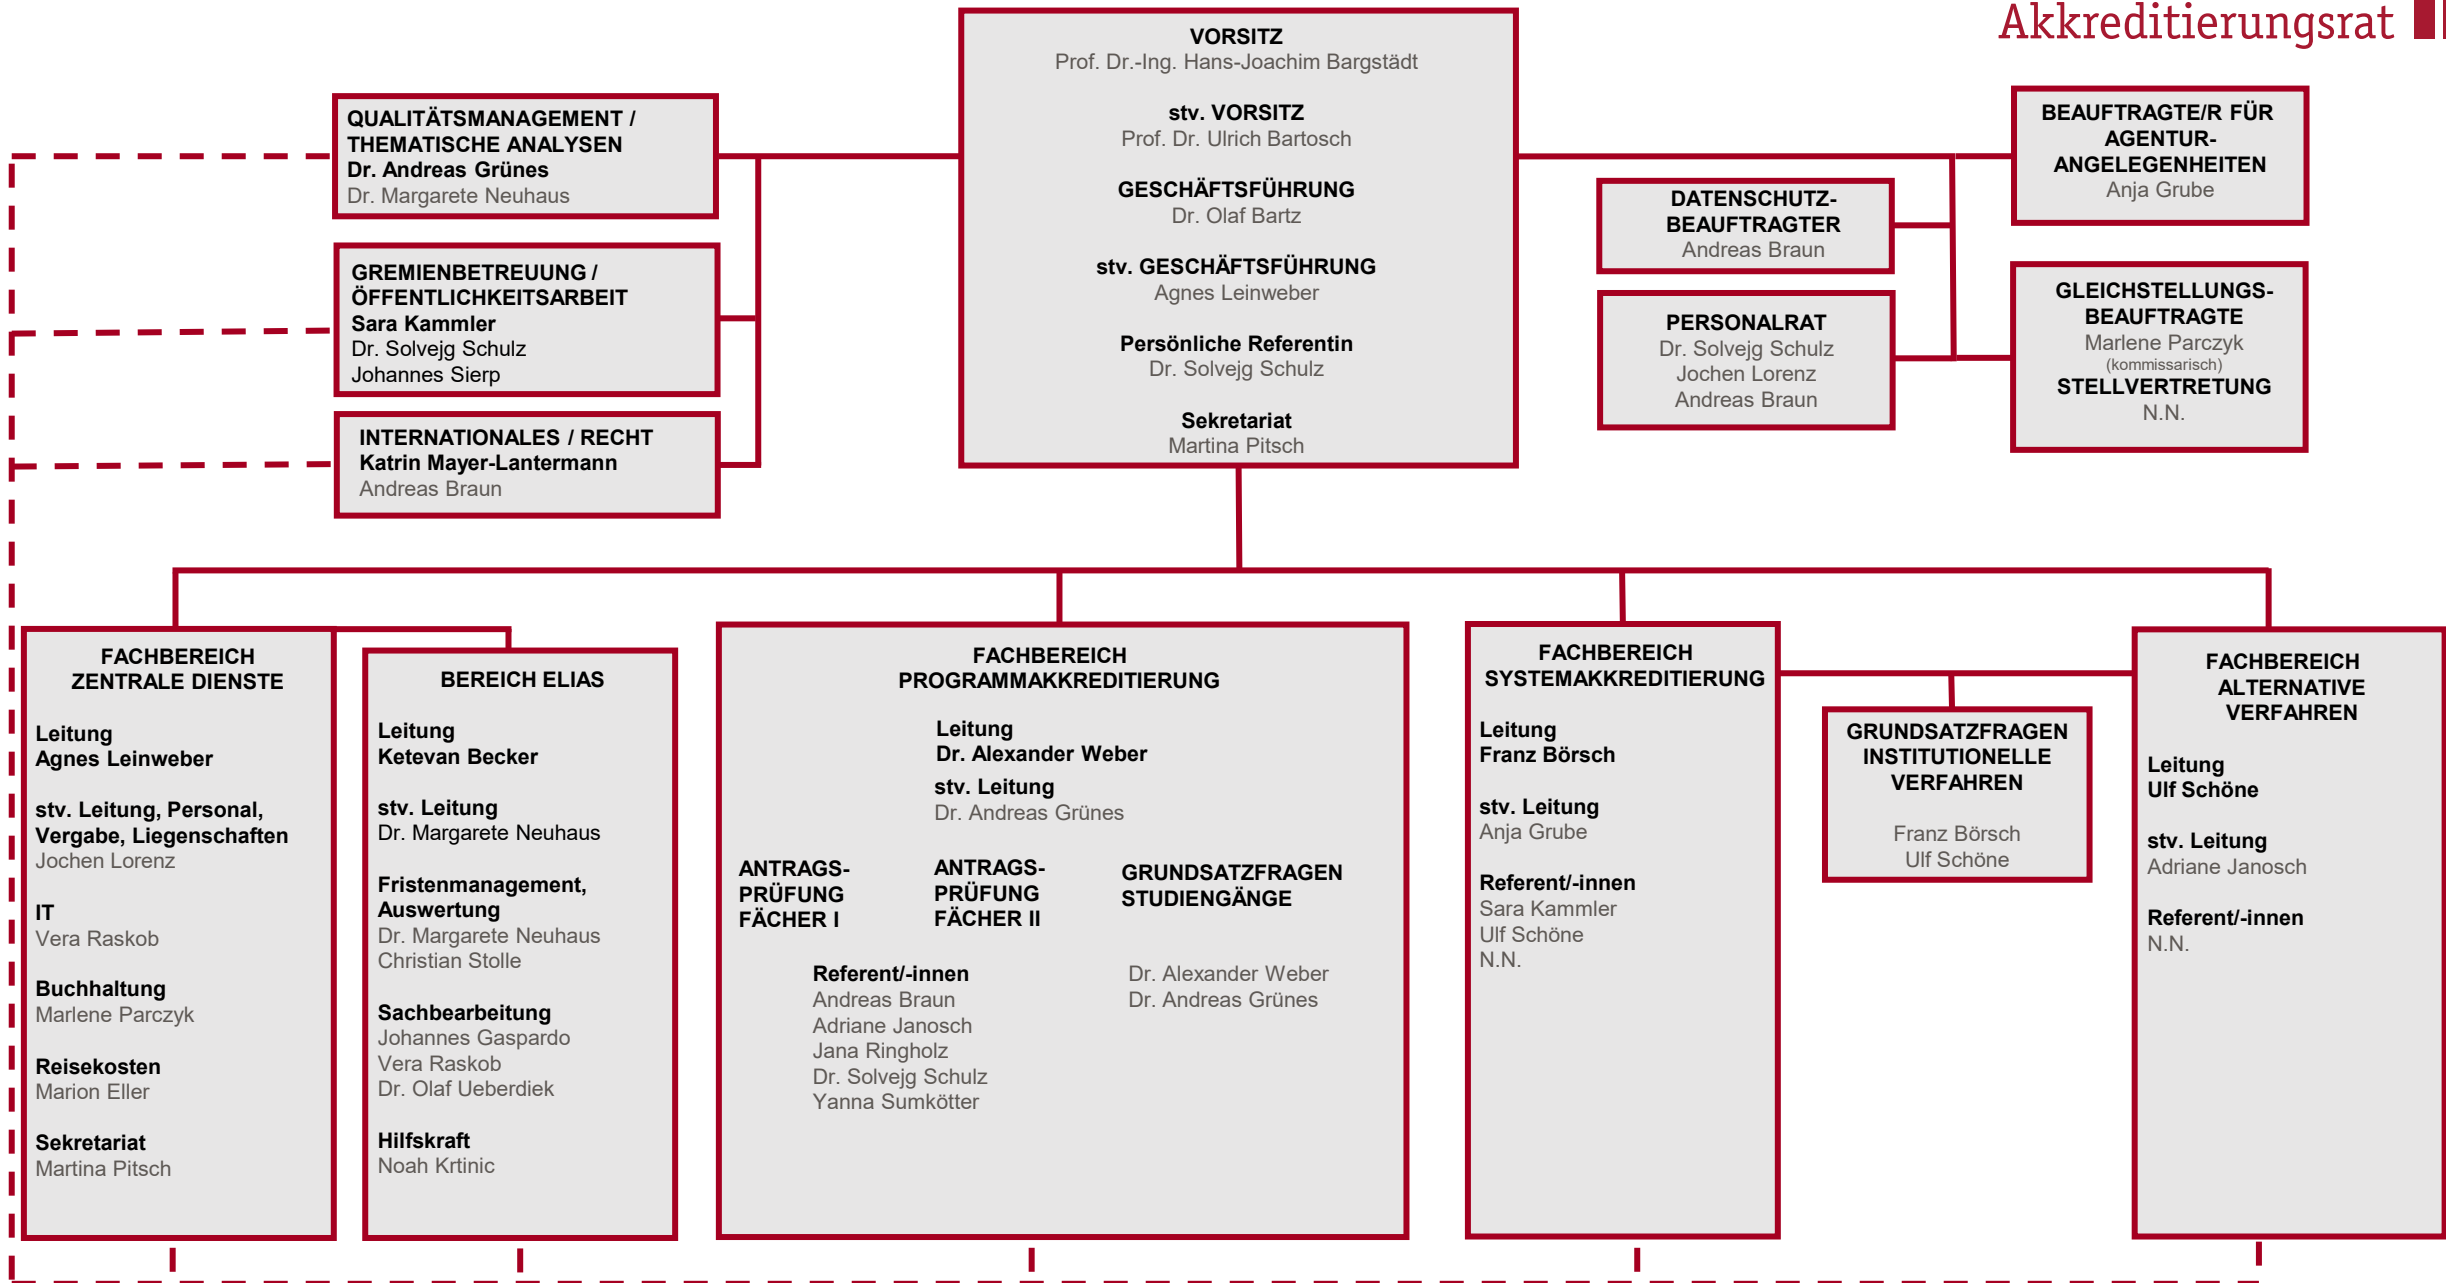 Akkreditierungsrat
VORSITZ
Prof. Dr.-Ing. Hans-Joachim Bargstädt
stv. VORSITZ
Prof. Dr. Ulrich Bartosch
GESCHÄFTSFÜHRUNG
Dr. Olaf Bartz
stv. GESCHÄFTSFÜHRUNG
Agnes Leinweber
Persönliche Referentin
Dr. Solvejg Schulz
Sekretariat
Martina Pitsch
QUALITÄTSMANAGEMENT /
THEMATISCHE ANALYSEN
Dr. Andreas Grünes
Dr. Margarete Neuhaus
GREMIENBETREUUNG /
ÖFFENTLICHKEITSARBEIT
Sara Kammler
Dr. Solvejg Schulz
Johannes Sierp
INTERNATIONALES / RECHT
Katrin Mayer-Lantermann
Andreas Braun
DATENSCHUTZ-
BEAUFTRAGTER
Andreas Braun
PERSONALRAT
Dr. Solvejg Schulz
Jochen Lorenz
Andreas Braun
BEAUFTRAGTE/R FÜR
AGENTUR-
ANGELEGENHEITEN
Anja Grube
GLEICHSTELLUNGS-
BEAUFTRAGTE
Marlene Parczyk
(kommissarisch)
STELLVERTRETUNG
N.N.
FACHBEREICH
ZENTRALE DIENSTE
Leitung
Agnes Leinweber
stv. Leitung, Personal,
Vergabe, Liegenschaften
Jochen Lorenz
IT
Vera Raskob
Buchhaltung
Marlene Parczyk
Reisekosten
Marion Eller
Sekretariat
Martina Pitsch
BEREICH ELIAS
Leitung
Ketevan Becker
stv. Leitung
Dr. Margarete Neuhaus
Fristenmanagement,
Auswertung
Dr. Margarete Neuhaus
Christian Stolle
Sachbearbeitung
Johannes Gaspardo
Vera Raskob
Dr. Olaf Ueberdiek
Hilfskraft
Noah Krtinic
FACHBEREICH
PROGRAMMAKKREDITIERUNG
Leitung
Dr. Alexander Weber
stv. Leitung
Dr. Andreas Grünes
ANTRAGS-
PRÜFUNG
FÄCHER I
ANTRAGS-
PRÜFUNG
FÄCHER II
Referent/-innen
Andreas Braun
Adriane Janosch
Jana Ringholz
Dr. Solvejg Schulz
Yanna Sumkötter
GRUNDSATZFRAGEN
STUDIENGÄNGE
Dr. Alexander Weber
Dr. Andreas Grünes
FACHBEREICH
SYSTEMAKKREDITIERUNG
Leitung
Franz Börsch
stv. Leitung
Anja Grube
Referent/-innen
Sara Kammler
Ulf Schöne
N.N.
GRUNDSATZFRAGEN
INSTITUTIONELLE
VERFAHREN
Franz Börsch
Ulf Schöne
FACHBEREICH
ALTERNATIVE
VERFAHREN
Leitung
Ulf Schöne
stv. Leitung
Adriane Janosch
Referent/-innen
N.N.